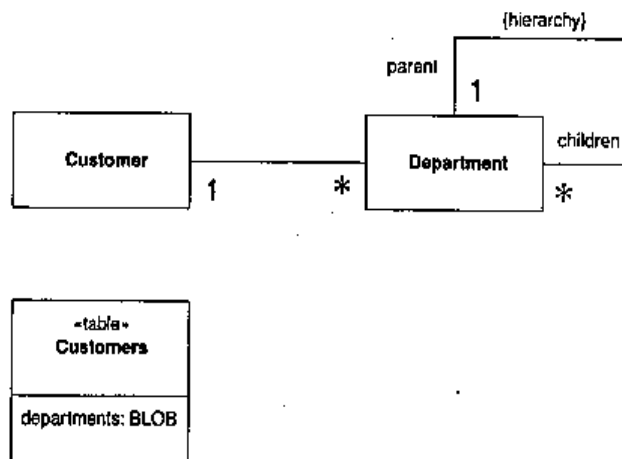 {hierarchy}
parent
1
Customer
Department
children
1
*
*
«table»
Customers
departments: BLOB